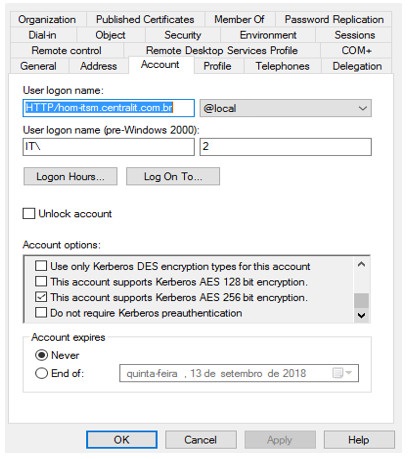 Organization Published Certificates Member Of Password Replication
Dial-in Object Security Environment Sessions
Remote control Remote Desktop Services Profile COM+
General Address Account Profile Telephones Delegation
User logon name:
HTTP/hom-itsm.centralit.com.br @local
User logon name (pre-Windows 2000):
IT\ 2
Logon Hours... Log On To...
Unlock account
Account options:
Use only Kerberos DES encryption types for this account
This account supports Kerberos AES 128 bit encryption.
This account supports Kerberos AES 256 bit encryption.
Do not require Kerberos preauthentication
Account expires
Never
End of: quinta-feira , 13 de setembro de 2018
OK Cancel Apply Help